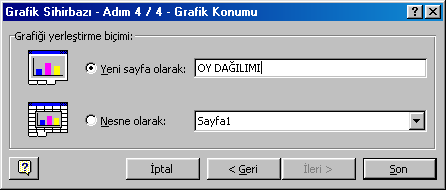 Grafik Sihirbazı - Adım 4 / 4 - Grafik Konumu
Grafiği yerleştirme biçimi:
Yeni sayfa olarak: OY DAĞILIMI
Nesne olarak: Sayfa1
İptal < Geri İleri > Son